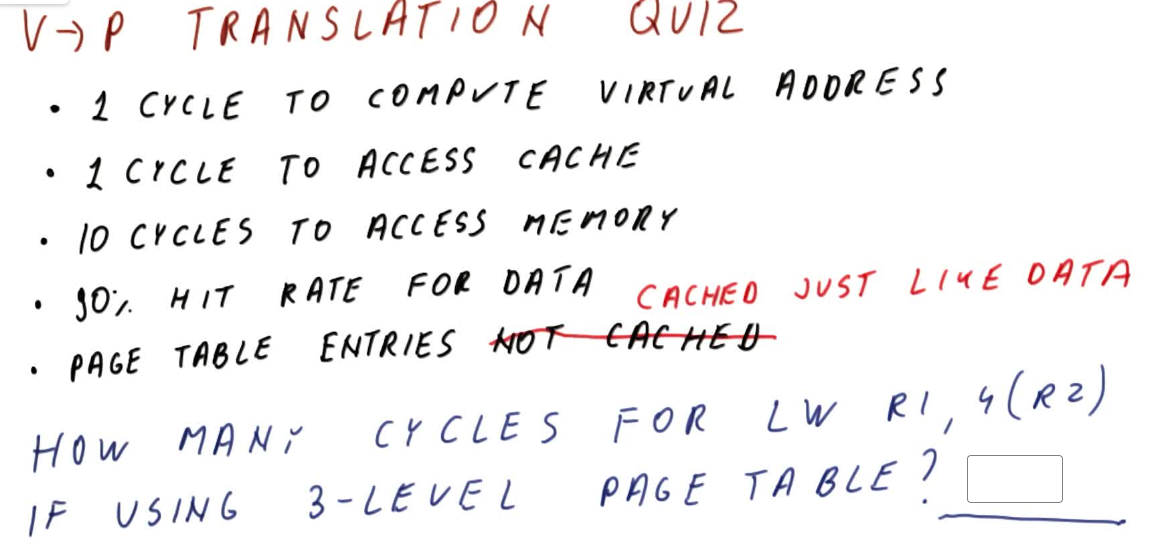 V→P TRANSLATION QUIZ
• 1 CYCLE TO COMPUTE VIRTUAL ADDRESS
• 1 CYCLE TO ACCESS CACHE
• 10 CYCLES TO ACCESS MEMORY
• 90% HIT RATE FOR DATA CACHED JUST LIKE DATA
• PAGE TABLE ENTRIES NOT CACHED
HOW MANY CYCLES FOR LW R1, 4(R2)
IF USING 3-LEVEL PAGE TABLE?